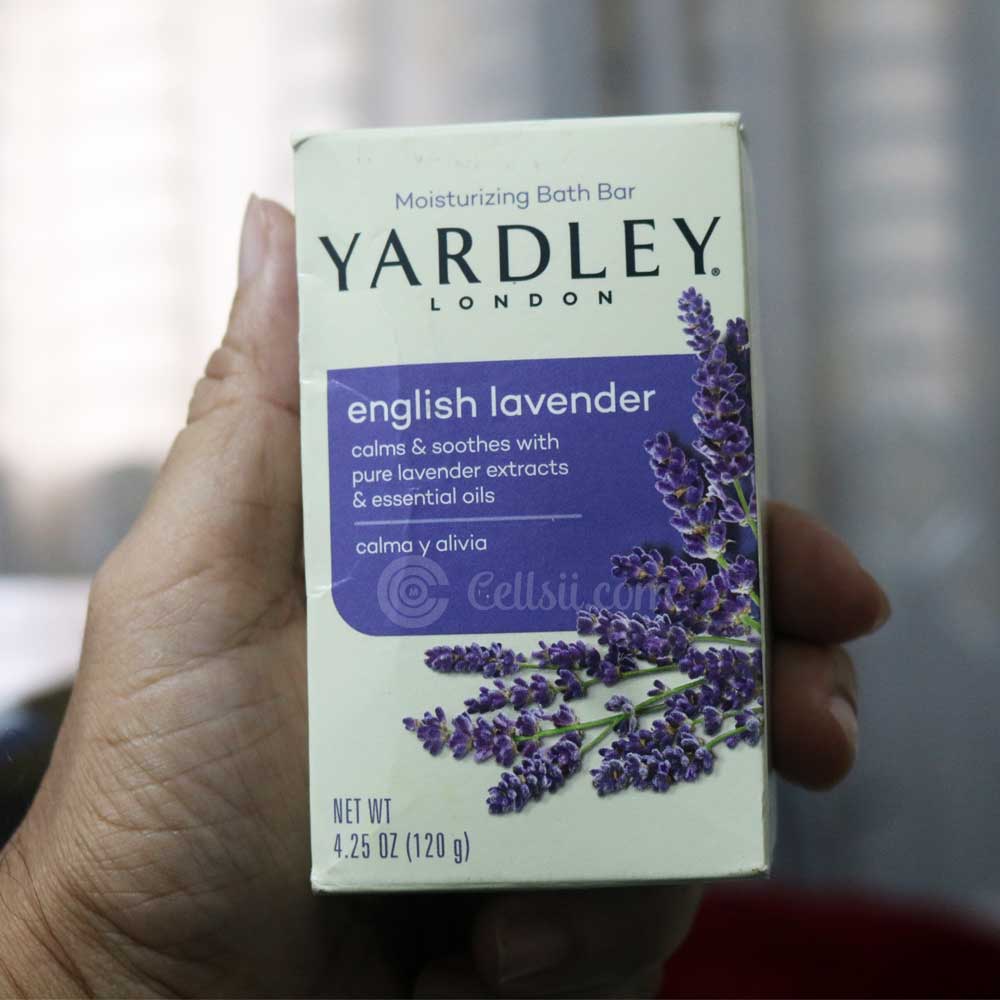 Moisturizing Bath Bar
YARDLEY®
LONDON
english lavender
calms & soothes with
pure lavender extracts
& essential oils
calma y alivia
Cellsii.com
NET WT
4.25 OZ (120 g)